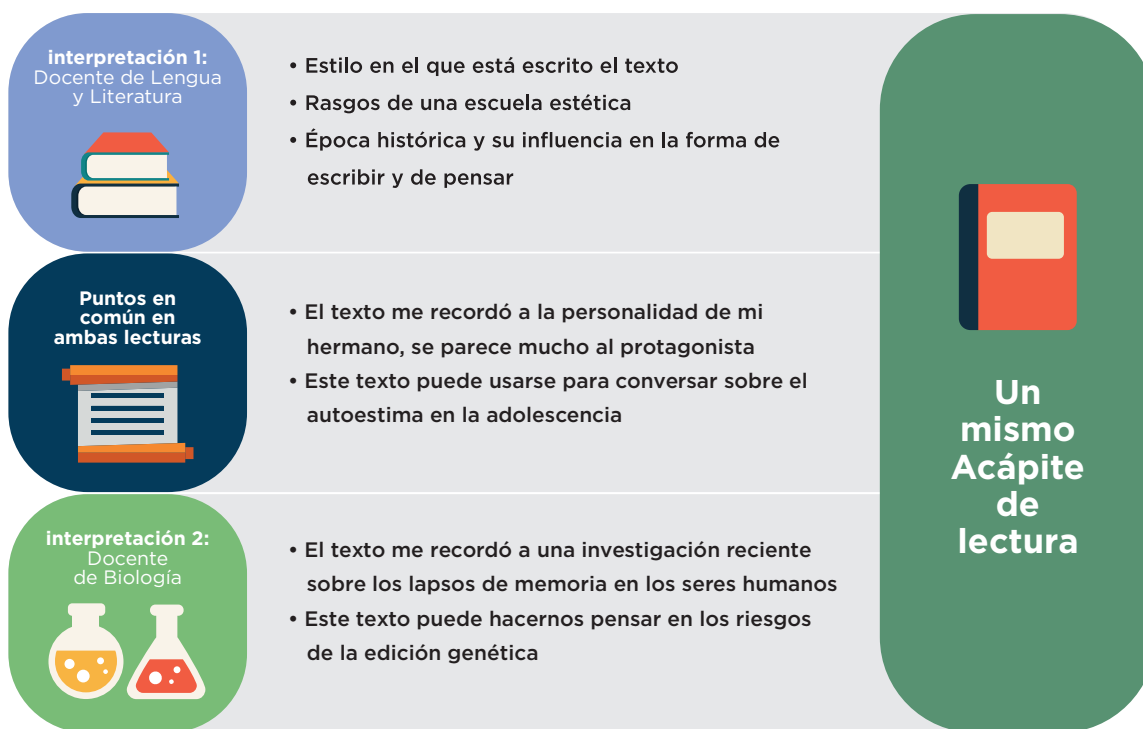 interpretación 1:
Docente de Lengua
y Literatura
• Estilo en el que está escrito el texto
• Rasgos de una escuela estética
• Época histórica y su influencia en la forma de
escribir y de pensar
Puntos en
común en
ambas lecturas
• El texto me recordó a la personalidad de mi
hermano, se parece mucho al protagonista
• Este texto puede usarse para conversar sobre el
autoestima en la adolescencia
interpretación 2:
Docente
de Biología
• El texto me recordó a una investigación reciente
sobre los lapsos de memoria en los seres humanos
• Este texto puede hacernos pensar en los riesgos
de la edición genética
Un
mismo
Acápite
de
lectura